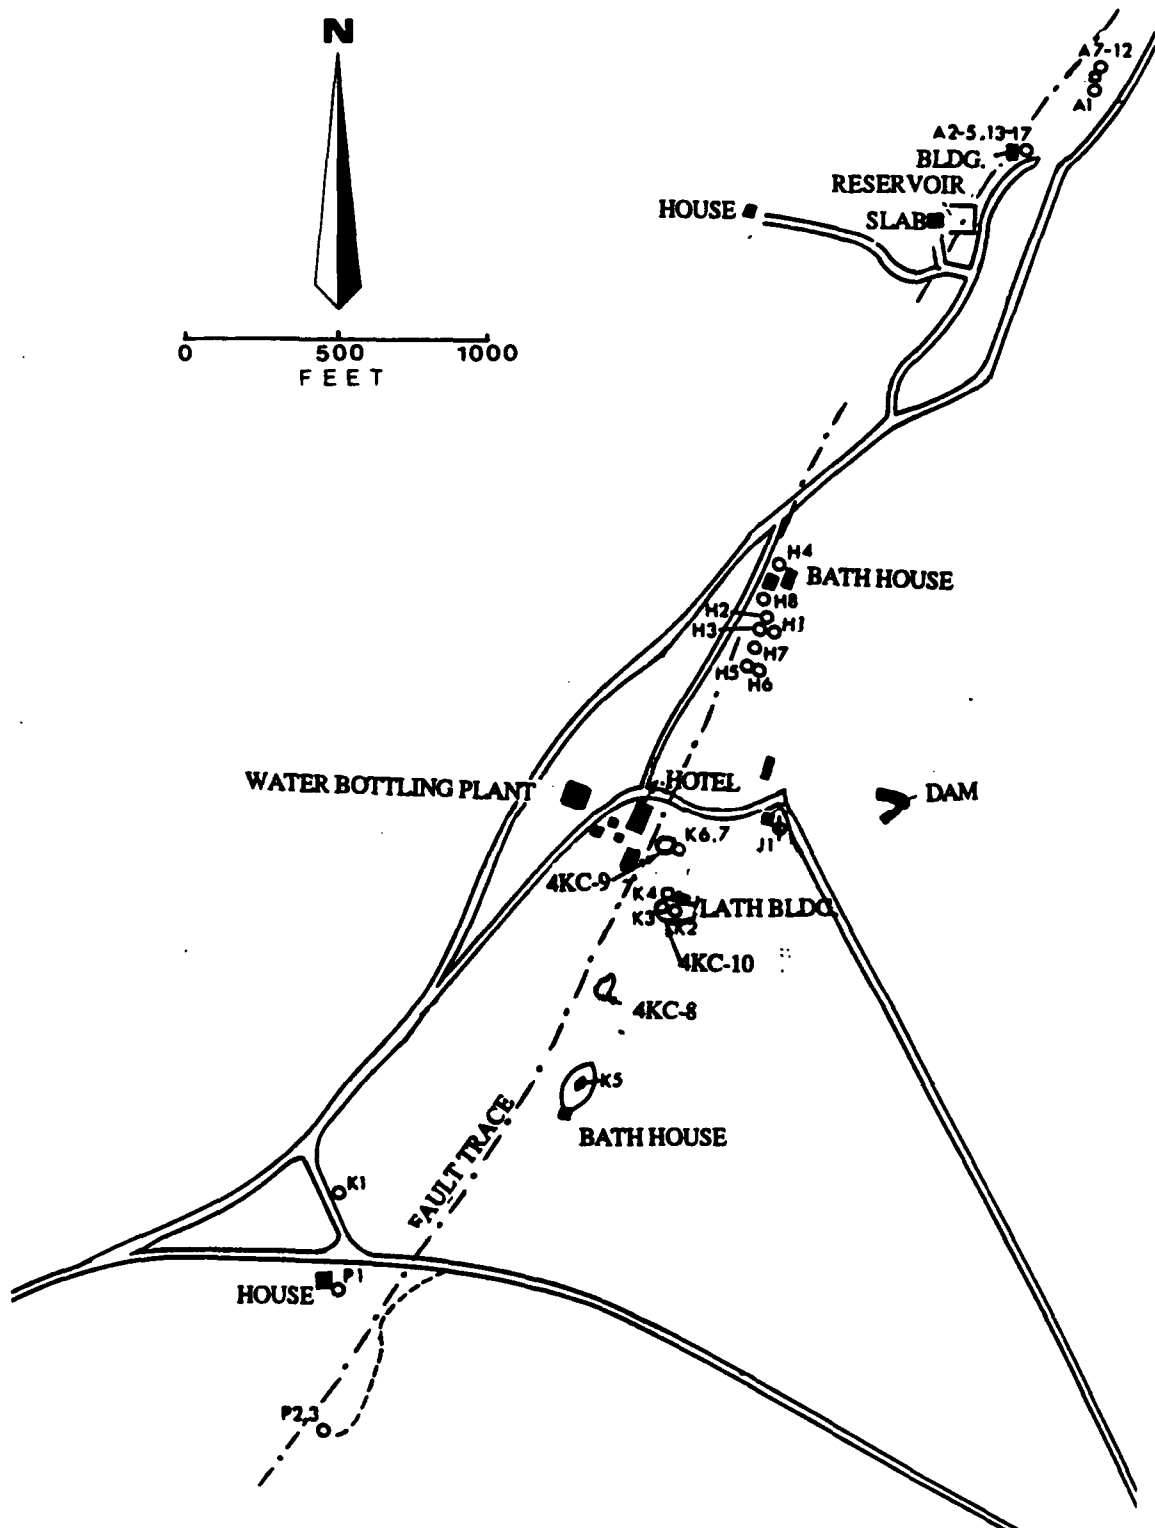 N
A7-12
A1
A2-5,13-17
BLDG.
RESERVOIR
HOUSE
SLAB
0 500 1000
FEET
H4
BATH HOUSE
H8
H2
H3
H1
H7
H5
H6
WATER BOTTLING PLANT
HOTEL
DAM
K6,7
J1
4KC-9
K4
LATH BLDG.
K3
K2
4KC-10
4KC-8
K5
BATH HOUSE
FAULT TRACE
K1
P1
HOUSE
P2,3